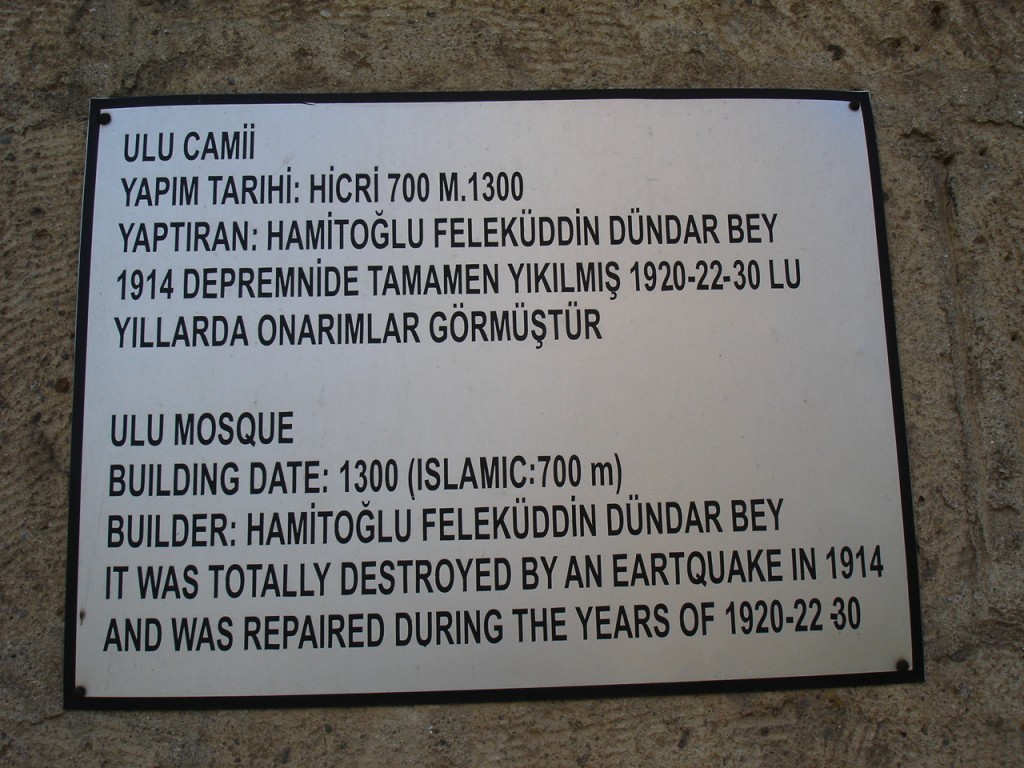 ULU CAMİİ
YAPIM TARIHİ: HİCRİ 700 M.1300
YAPTIRAN: HAMİTOĞLU FELEKÜDDİN DÜNDAR BEY
1914 DEPREMNİDE TAMAMEN YIKILMIŞ 1920-22-30 LU
YILLARDA ONARIMLAR GÖRMÜŞTÜR
ULU MOSQUE
BUILDING DATE: 1300 (ISLAMIC:700 m)
BUILDER: HAMİTOĞLU FELEKÜDDİN DÜNDAR BEY
IT WAS TOTALLY DESTROYED BY AN EARTQUAKE IN 1914
AND WAS REPAIRED DURING THE YEARS OF 1920-22-30